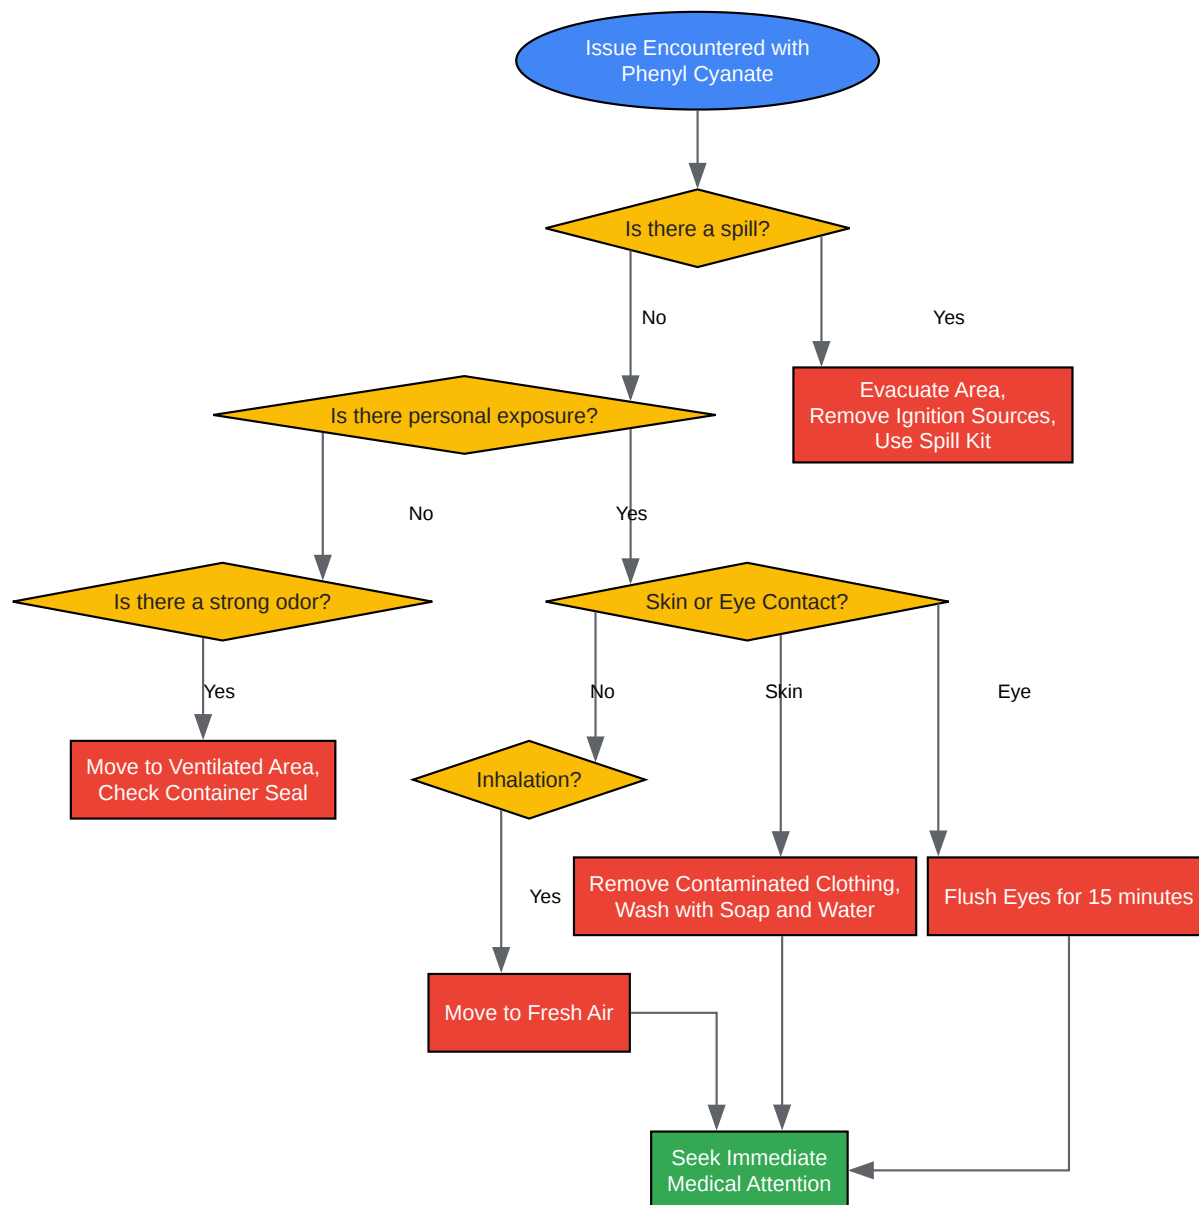 Issue Encountered with
Phenyl Cyanate
Is there a spill?
No
Yes
Evacuate Area,
Remove Ignition Sources,
Use Spill Kit
Is there personal exposure?
No
Yes
Is there a strong odor?
Skin or Eye Contact?
Yes
No
Skin
Eye
Move to Ventilated Area,
Check Container Seal
Inhalation?
Yes
Remove Contaminated Clothing,
Wash with Soap and Water
Flush Eyes for 15 minutes
Move to Fresh Air
Seek Immediate
Medical Attention